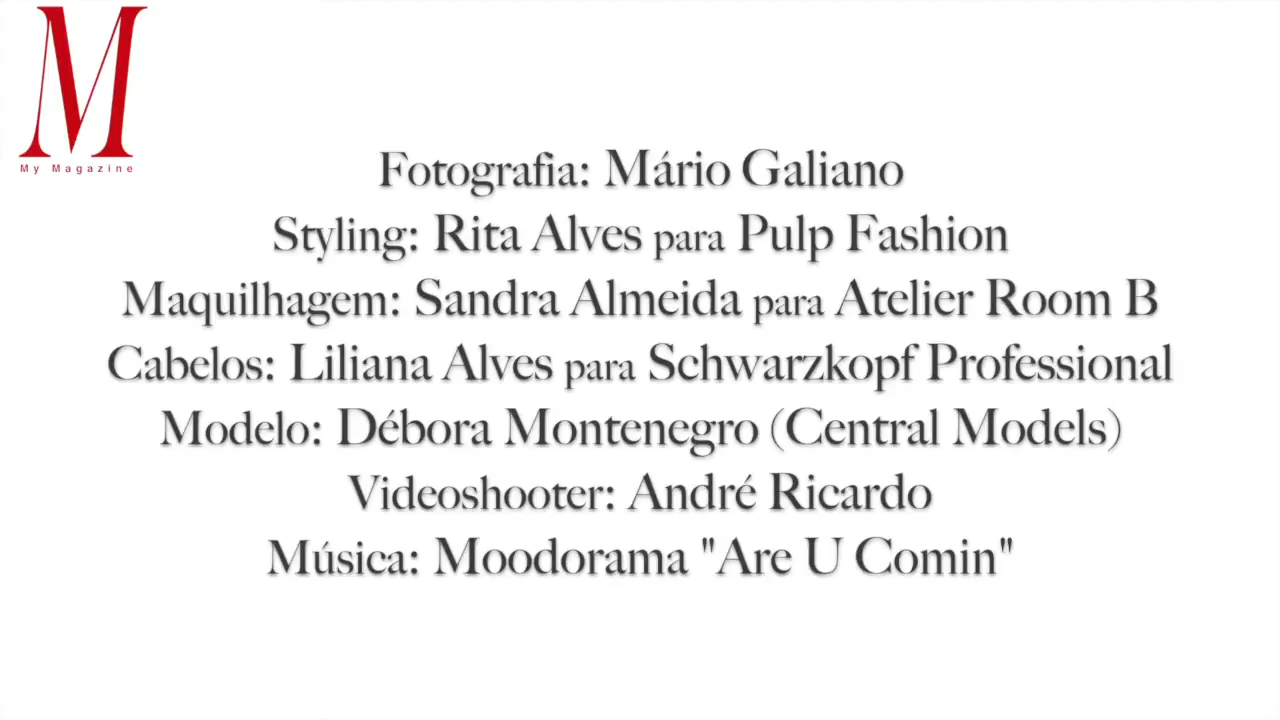 M
My Magazine
Fotografia: Mário Galiano
Styling: Rita Alves para Pulp Fashion
Maquilhagem: Sandra Almeida para Atelier Room B
Cabelos: Liliana Alves para Schwarzkopf Professional
Modelo: Débora Montenegro (Central Models)
Videoshooter: André Ricardo
Música: Moodorama "Are U Comin"